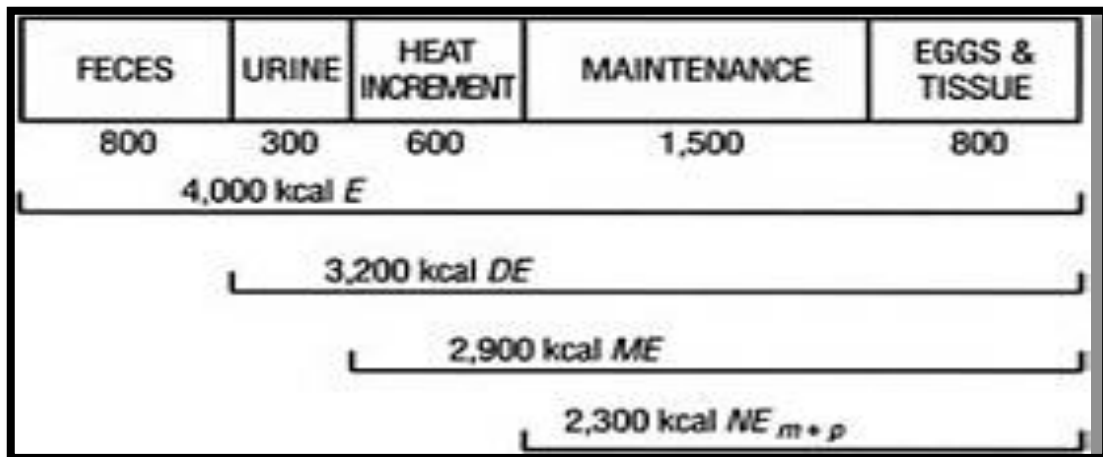 FECES
URINE
HEAT
INCREMENT
MAINTENANCE
EGGS &
TISSUE
800
300
600
1,500
800
4,000 kcal E
3,200 kcal DE
2,900 kcal ME
2,300 kcal NE m + p